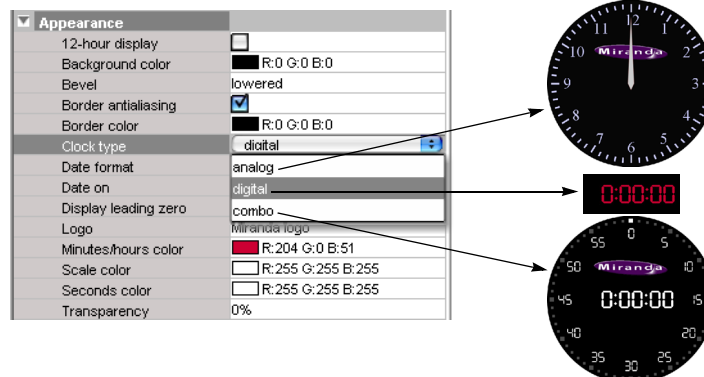 Appearance
12-hour display
Background color R:0 G:0 B:0
Bevel lowered
Border antialiasing
Border color R:0 G:0 B:0
Clock type digital
Date format analog
Date on digital
Display leading zero combo
Logo Miranda logo
Minutes/hours color R:204 G:0 B:51
Scale color R:255 G:255 B:255
Seconds color R:255 G:255 B:255
Transparency 0%
11 12 1
10 Miranda 2
9 3
8 4
7 6 5
0:00:00
55 0 5
50 Miranda 10
45 0:00:00 15
40 20
35 30 25